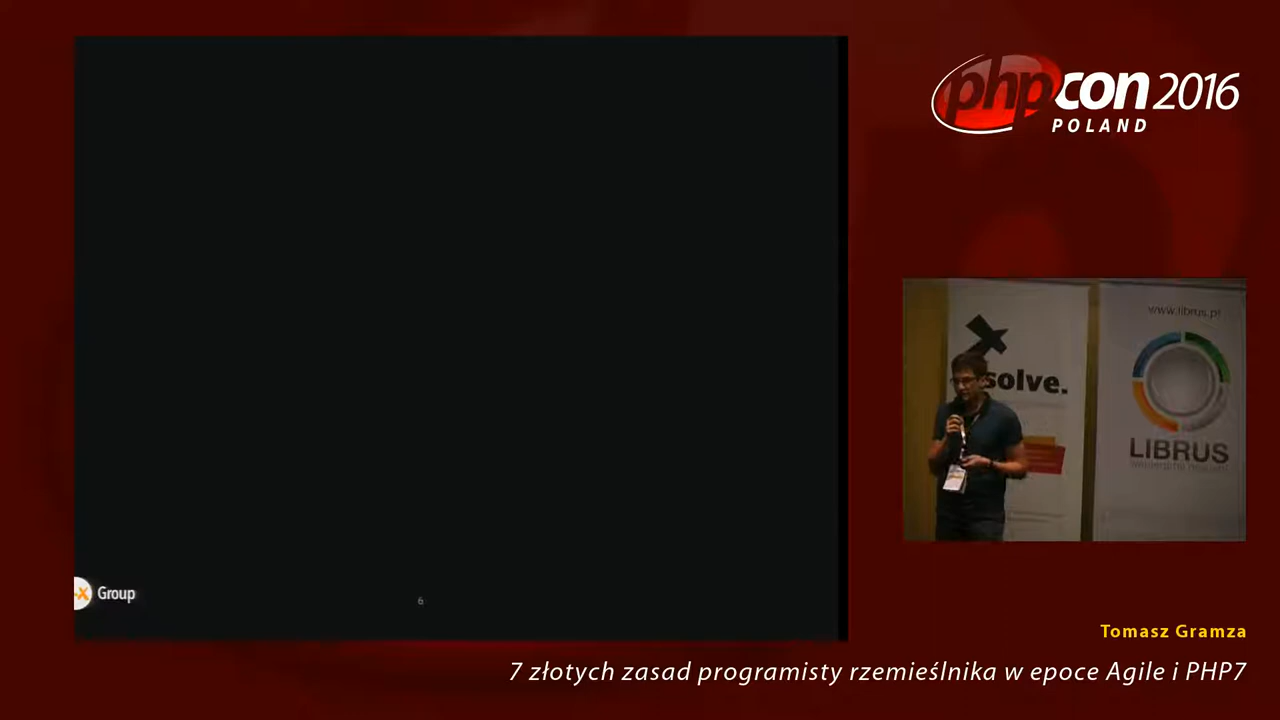 phpcon 2016
POLAND
www.librus.pl
solve.
LIBRUS
X Group
6
Tomasz Gramza
7 złotych zasad programisty rzemieślnika w epoce Agile i PHP7